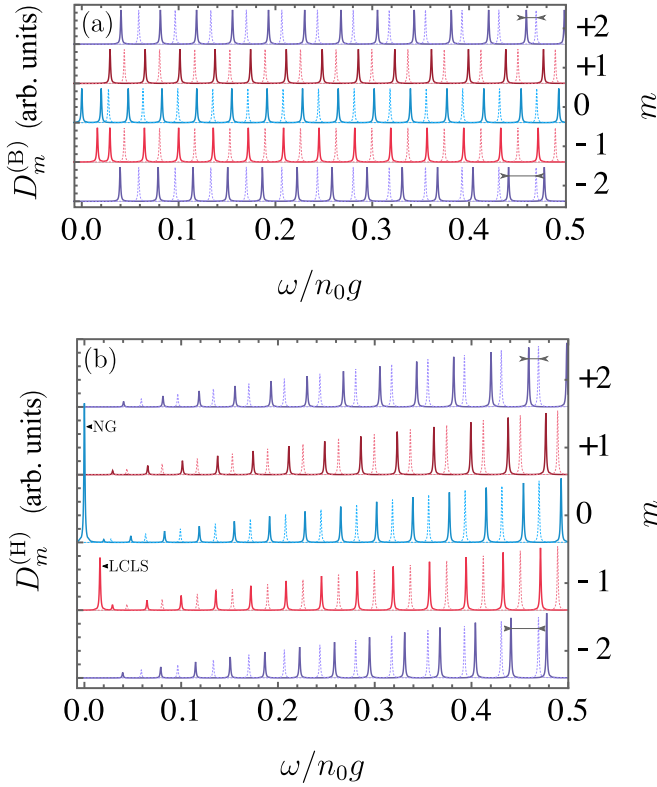 (a)
D_m^(B) (arb. units)
+2
+1
0
-1
-2
m
0.0 0.1 0.2 0.3 0.4 0.5
ω/n₀g
(b)
NG
LCLS
D_m^(H) (arb. units)
+2
+1
0
-1
-2
m
0.0 0.1 0.2 0.3 0.4 0.5
ω/n₀g